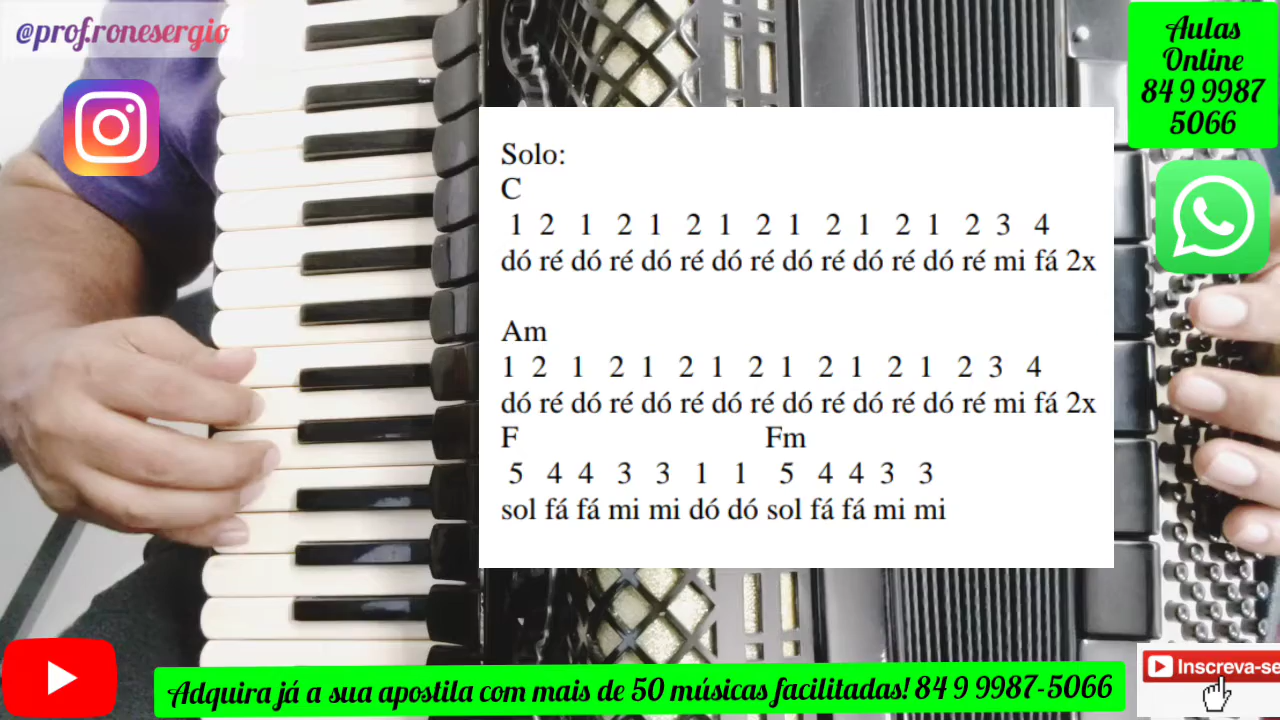 @prof.ronesergio
Aulas
Online
84 9 9987
5066
Solo:
C
1 2 1 2 1 2 1 2 1 2 1 2 1 2 3 4
dó ré dó ré dó ré dó ré dó ré dó ré dó ré mi fá 2x
Am
1 2 1 2 1 2 1 2 1 2 1 2 1 2 3 4
dó ré dó ré dó ré dó ré dó ré dó ré dó ré mi fá 2x
F Fm
5 4 4 3 3 1 1 5 4 4 3 3
sol fá fá mi mi dó dó sol fá fá mi mi
Inscreva-se
Adquira já a sua apostila com mais de 50 músicas facilitadas! 84 9 9987-5066